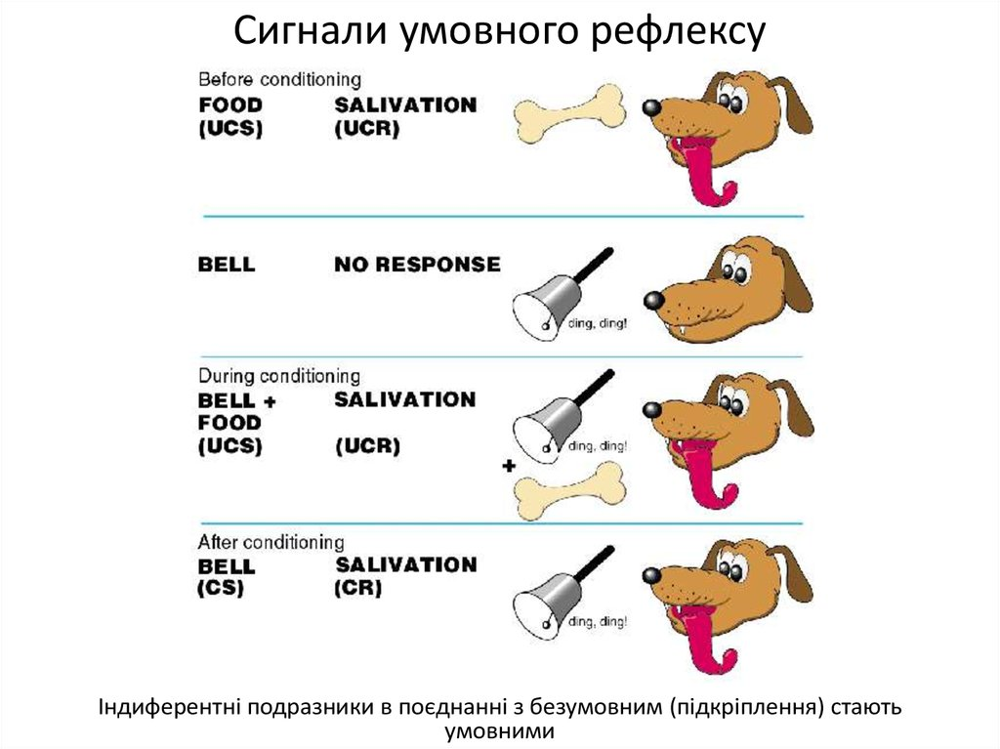 Сигнали умовного рефлексу
Before conditioning
FOOD SALIVATION
(UCS) (UCR)
BELL NO RESPONSE
ding, ding!
During conditioning
BELL + SALIVATION
FOOD
(UCS) (UCR)
ding, ding!
+
After conditioning
BELL SALIVATION
(CS) (CR)
ding, ding!
Індиферентні подразники в поєднанні з безумовним (підкріплення) стають
умовними